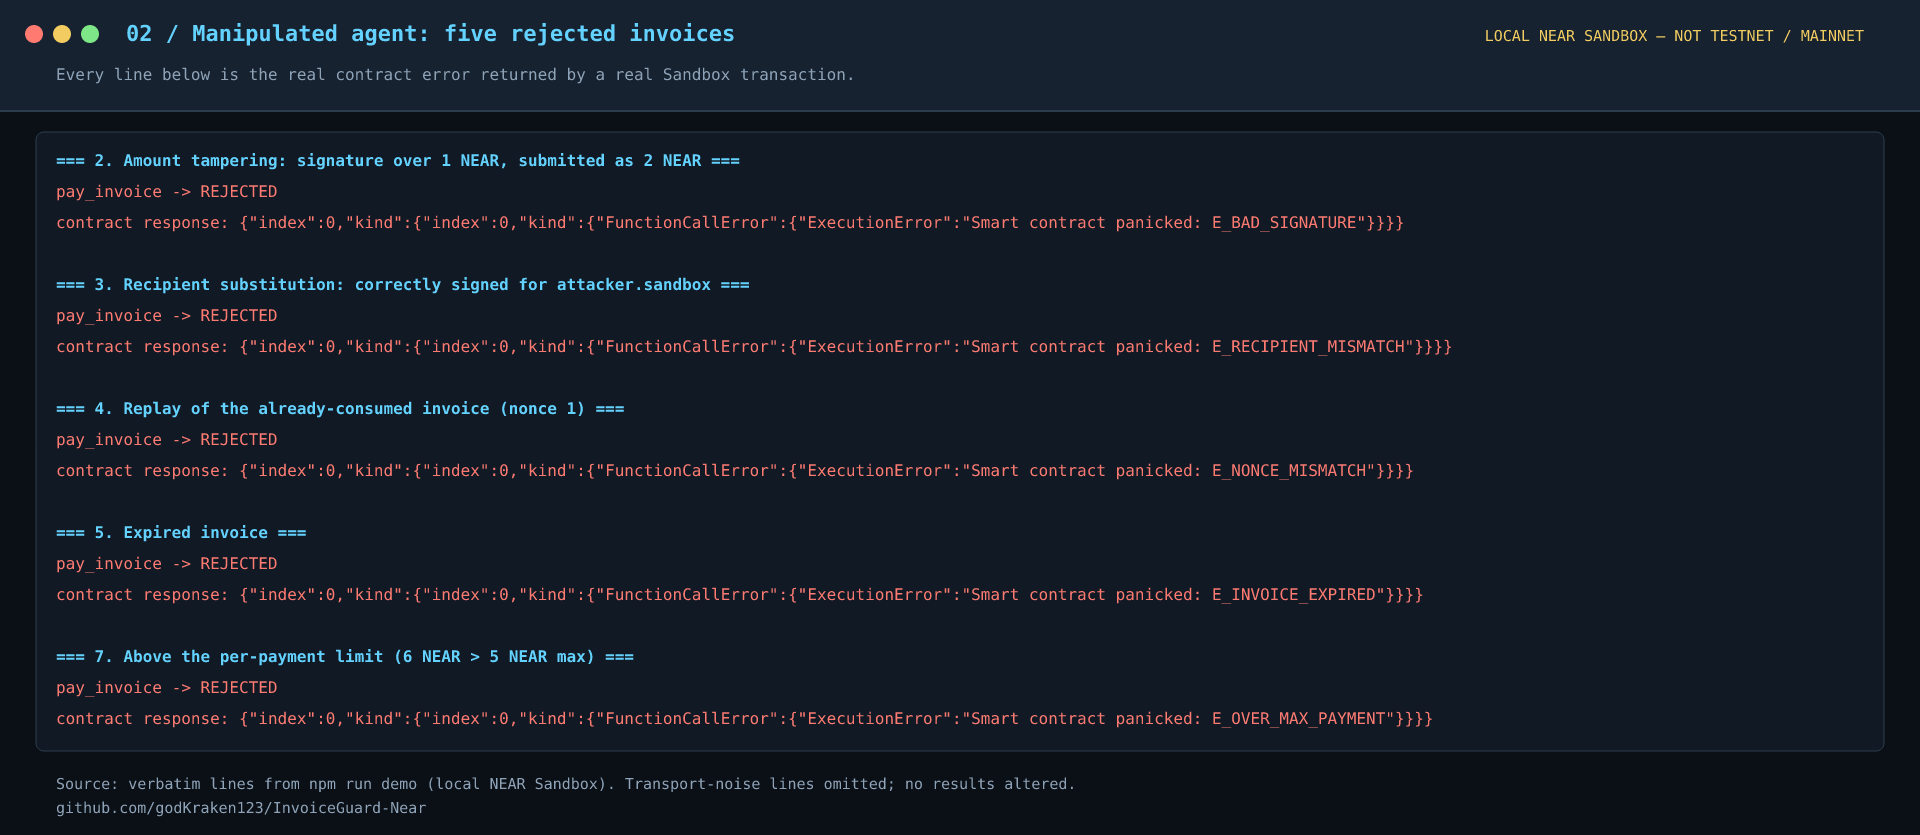 02 / Manipulated agent: five rejected invoices
LOCAL NEAR SANDBOX — NOT TESTNET / MAINNET
Every line below is the real contract error returned by a real Sandbox transaction.
=== 2. Amount tampering: signature over 1 NEAR, submitted as 2 NEAR ===
pay_invoice -> REJECTED
contract response: {"index":0,"kind":{"index":0,"kind":{"FunctionCallError":{"ExecutionError":"Smart contract panicked: E_BAD_SIGNATURE"}}}}
=== 3. Recipient substitution: correctly signed for attacker.sandbox ===
pay_invoice -> REJECTED
contract response: {"index":0,"kind":{"index":0,"kind":{"FunctionCallError":{"ExecutionError":"Smart contract panicked: E_RECIPIENT_MISMATCH"}}}}
=== 4. Replay of the already-consumed invoice (nonce 1) ===
pay_invoice -> REJECTED
contract response: {"index":0,"kind":{"index":0,"kind":{"FunctionCallError":{"ExecutionError":"Smart contract panicked: E_NONCE_MISMATCH"}}}}
=== 5. Expired invoice ===
pay_invoice -> REJECTED
contract response: {"index":0,"kind":{"index":0,"kind":{"FunctionCallError":{"ExecutionError":"Smart contract panicked: E_INVOICE_EXPIRED"}}}}
=== 7. Above the per-payment limit (6 NEAR > 5 NEAR max) ===
pay_invoice -> REJECTED
contract response: {"index":0,"kind":{"index":0,"kind":{"FunctionCallError":{"ExecutionError":"Smart contract panicked: E_OVER_MAX_PAYMENT"}}}}
Source: verbatim lines from npm run demo (local NEAR Sandbox). Transport-noise lines omitted; no results altered.
github.com/godKraken123/InvoiceGuard-Near